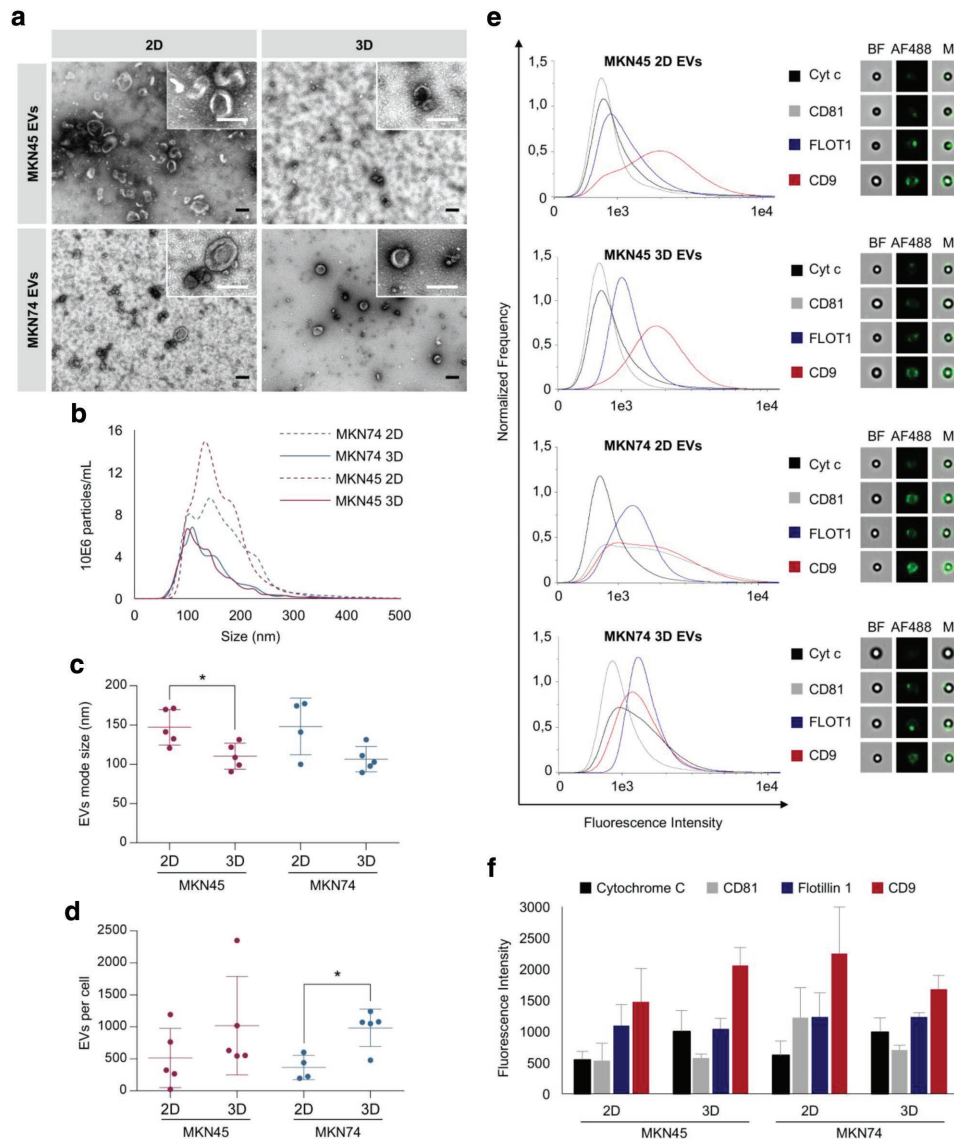 a
2D 3D
MKN45 EVs
MKN74 EVs
b
16
12
8
4
0
10E6 particles/mL
0 100 200 300 400 500
Size (nm)
MKN74 2D
MKN74 3D
MKN45 2D
MKN45 3D
c
200
150
100
50
0
EVs mode size (nm)
*
2D 3D 2D 3D
MKN45 MKN74
d
2500
2000
1500
1000
500
0
EVs per cell
*
2D 3D 2D 3D
MKN45 MKN74
e
Normalized Frequency
MKN45 2D EVs
1,5
1,0
0,5
0
0 1e3 1e4
Cyt c
CD81
FLOT1
CD9
BF AF488 M
MKN45 3D EVs
1,5
1,0
0,5
0
0 1e3 1e4
Cyt c
CD81
FLOT1
CD9
BF AF488 M
MKN74 2D EVs
1,5
1,0
0,5
0
0 1e3 1e4
Cyt c
CD81
FLOT1
CD9
BF AF488 M
MKN74 3D EVs
1,5
1,0
0,5
0
0 1e3 1e4
Cyt c
CD81
FLOT1
CD9
BF AF488 M
Fluorescence Intensity
f
Cytochrome C CD81 Flotillin 1 CD9
3000
2500
2000
1500
1000
500
0
Fluorescence Intensity
2D 3D 2D 3D
MKN45 MKN74